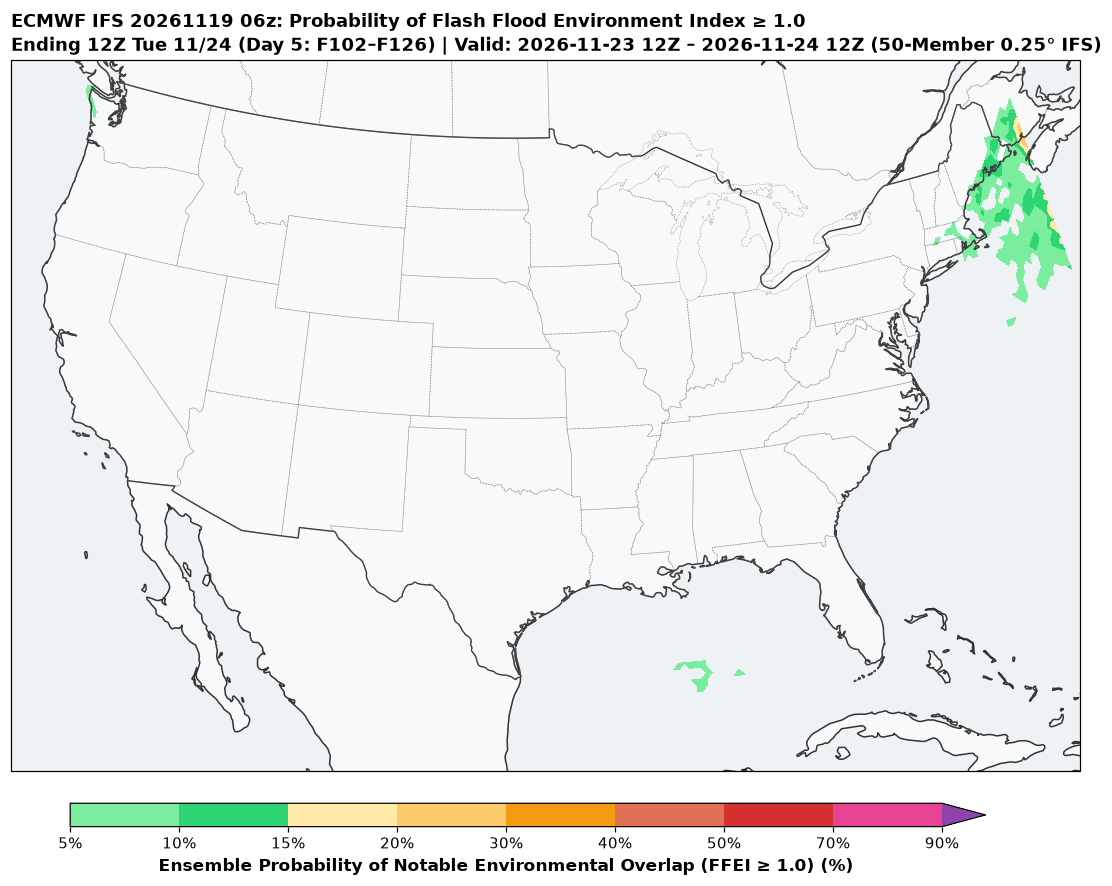 ECMWF IFS 20261119 06z: Probability of Flash Flood Environment Index ≥ 1.0
Ending 12Z Tue 11/24 (Day 5: F102–F126) | Valid: 2026-11-23 12Z – 2026-11-24 12Z (50-Member 0.25° IFS)
5% 10% 15% 20% 30% 40% 50% 70% 90%
Ensemble Probability of Notable Environmental Overlap (FFEI ≥ 1.0) (%)